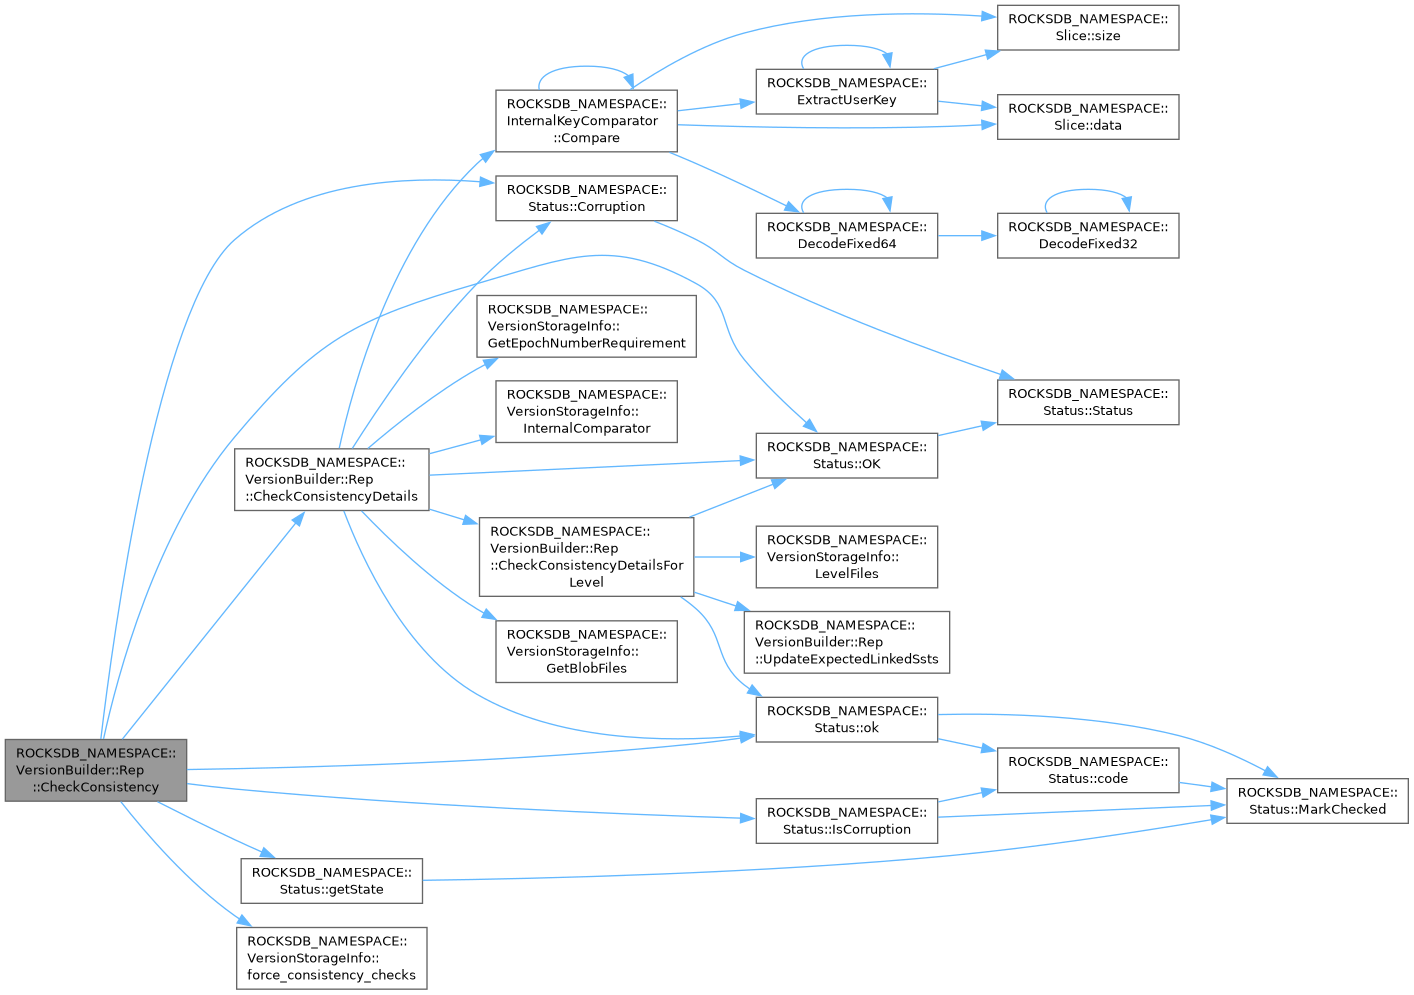 ROCKSDB_NAMESPACE::
Slice::size
ROCKSDB_NAMESPACE::
ExtractUserKey
ROCKSDB_NAMESPACE::
InternalKeyComparator
::Compare
ROCKSDB_NAMESPACE::
Slice::data
ROCKSDB_NAMESPACE::
Status::Corruption
ROCKSDB_NAMESPACE::
DecodeFixed64
ROCKSDB_NAMESPACE::
DecodeFixed32
ROCKSDB_NAMESPACE::
VersionStorageInfo::
GetEpochNumberRequirement
ROCKSDB_NAMESPACE::
VersionStorageInfo::
InternalComparator
ROCKSDB_NAMESPACE::
Status::Status
ROCKSDB_NAMESPACE::
Status::OK
ROCKSDB_NAMESPACE::
VersionBuilder::Rep
::CheckConsistencyDetails
ROCKSDB_NAMESPACE::
VersionBuilder::Rep
::CheckConsistencyDetailsFor
Level
ROCKSDB_NAMESPACE::
VersionStorageInfo::
LevelFiles
ROCKSDB_NAMESPACE::
VersionBuilder::Rep
::UpdateExpectedLinkedSsts
ROCKSDB_NAMESPACE::
VersionStorageInfo::
GetBlobFiles
ROCKSDB_NAMESPACE::
Status::ok
ROCKSDB_NAMESPACE::
VersionBuilder::Rep
::CheckConsistency
ROCKSDB_NAMESPACE::
Status::code
ROCKSDB_NAMESPACE::
Status::MarkChecked
ROCKSDB_NAMESPACE::
Status::IsCorruption
ROCKSDB_NAMESPACE::
Status::getState
ROCKSDB_NAMESPACE::
VersionStorageInfo::
force_consistency_checks